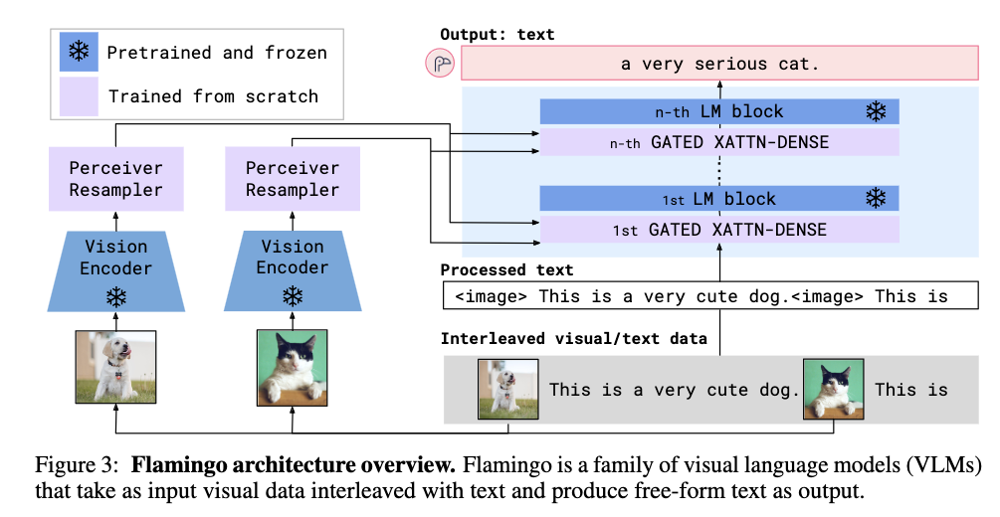 Pretrained and frozen
Trained from scratch
Perceiver
Resampler
Vision
Encoder
Perceiver
Resampler
Vision
Encoder
Output: text
a very serious cat.
n-th LM block
n-th GATED XATTN-DENSE
1st LM block
1st GATED XATTN-DENSE
Processed text
<image> This is a very cute dog.<image> This is
Interleaved visual/text data
This is a very cute dog. This is
Figure 3: Flamingo architecture overview. Flamingo is a family of visual language models (VLMs)
that take as input visual data interleaved with text and produce free-form text as output.